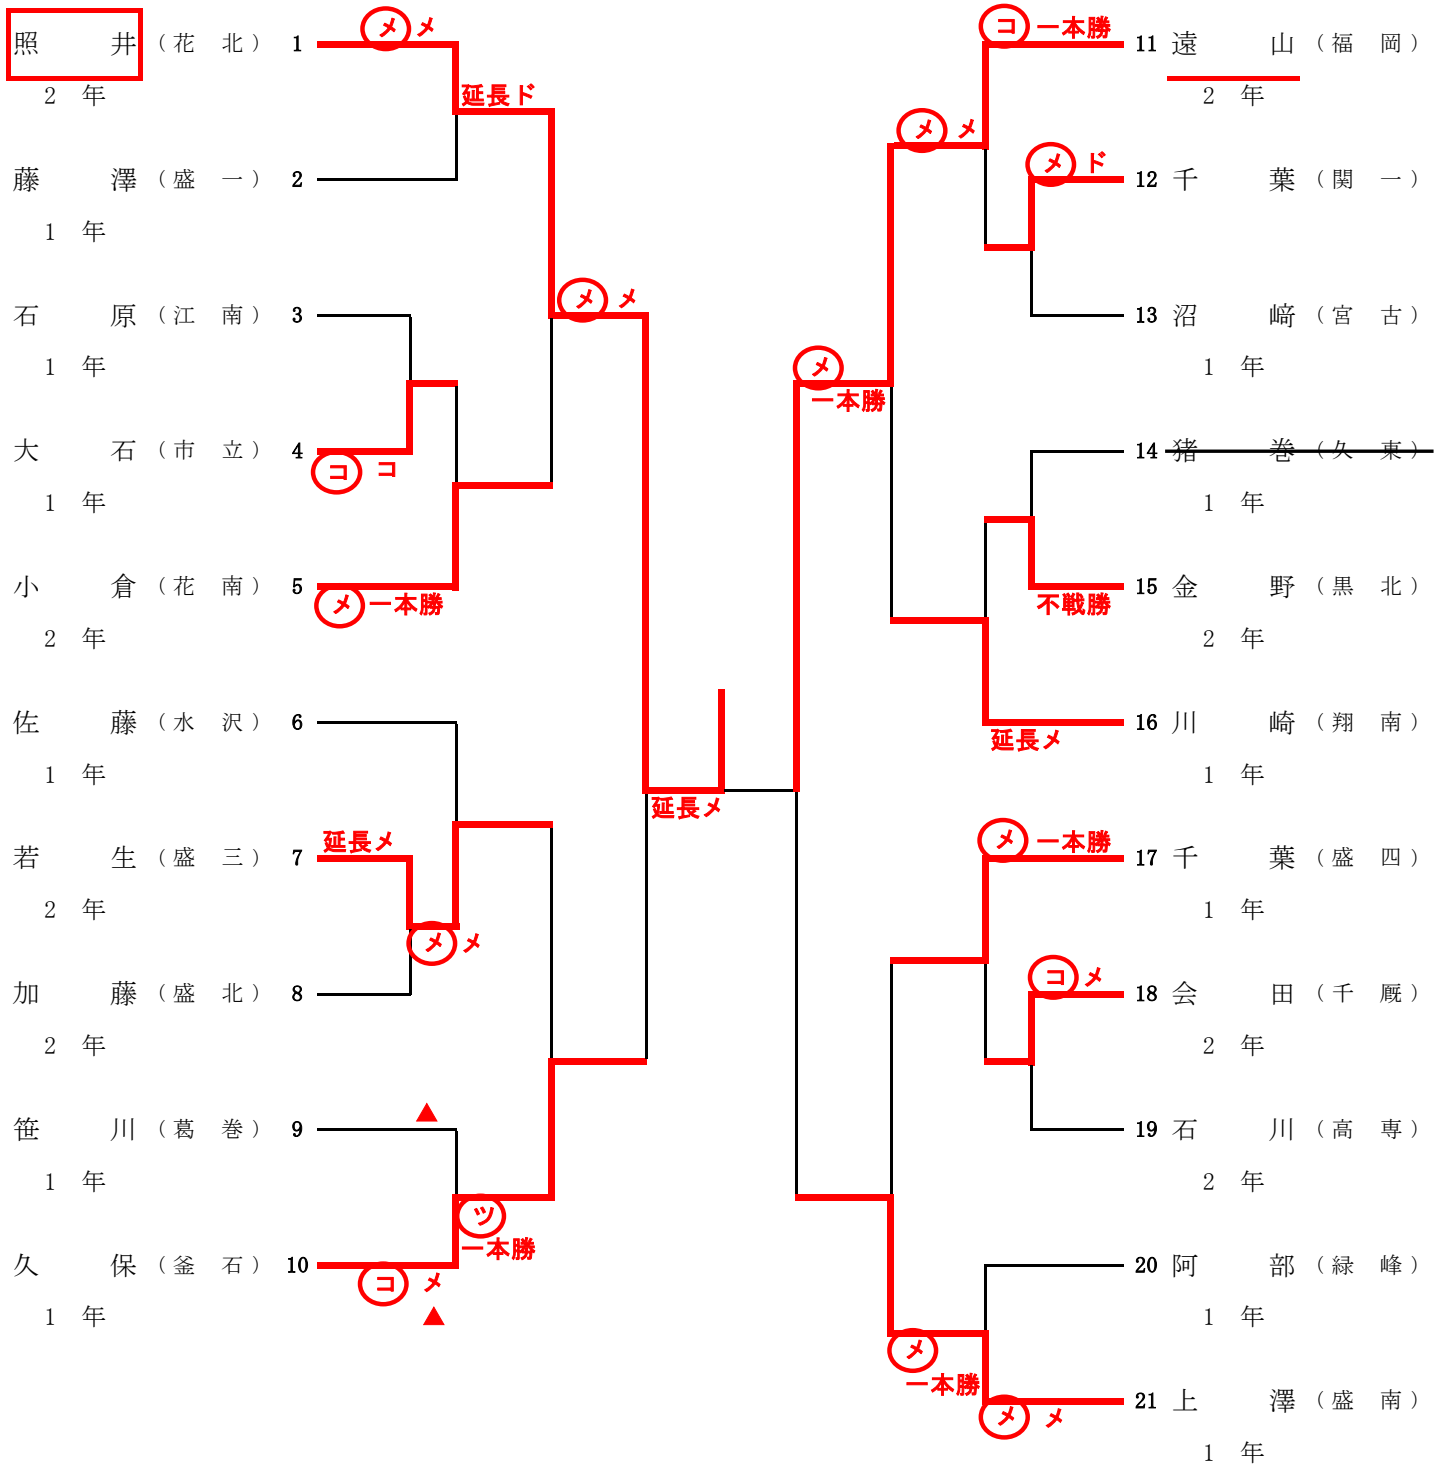 照井（花北） 1
2 年
藤澤（盛一） 2
1 年
石原（江南） 3
1 年
大石（市立） 4
1 年
小倉（花南） 5
2 年
佐藤（水沢） 6
1 年
若生（盛三） 7
2 年
加藤（盛北） 8
2 年
笹川（葛巻） 9
1 年
久保（釜石） 10
1 年
メ メ
延長ド
メ メ
コ コ
メ 一本勝
延長メ
メ メ
▲
ツ
一本勝
コ メ
▲
延長メ
コ 一本勝
メ メ
メ ド
メ
一本勝
不戦勝
延長メ
メ 一本勝
コ メ
メ
一本勝
メ メ
11 遠山（福岡）
2 年
12 千葉（関一）
13 沼﨑（宮古）
1 年
14 猪巻（久東）
1 年
15 金野（黒北）
2 年
16 川崎（翔南）
1 年
17 千葉（盛四）
1 年
18 会田（千厩）
2 年
19 石川（高専）
2 年
20 阿部（緑峰）
1 年
21 上澤（盛南）
1 年